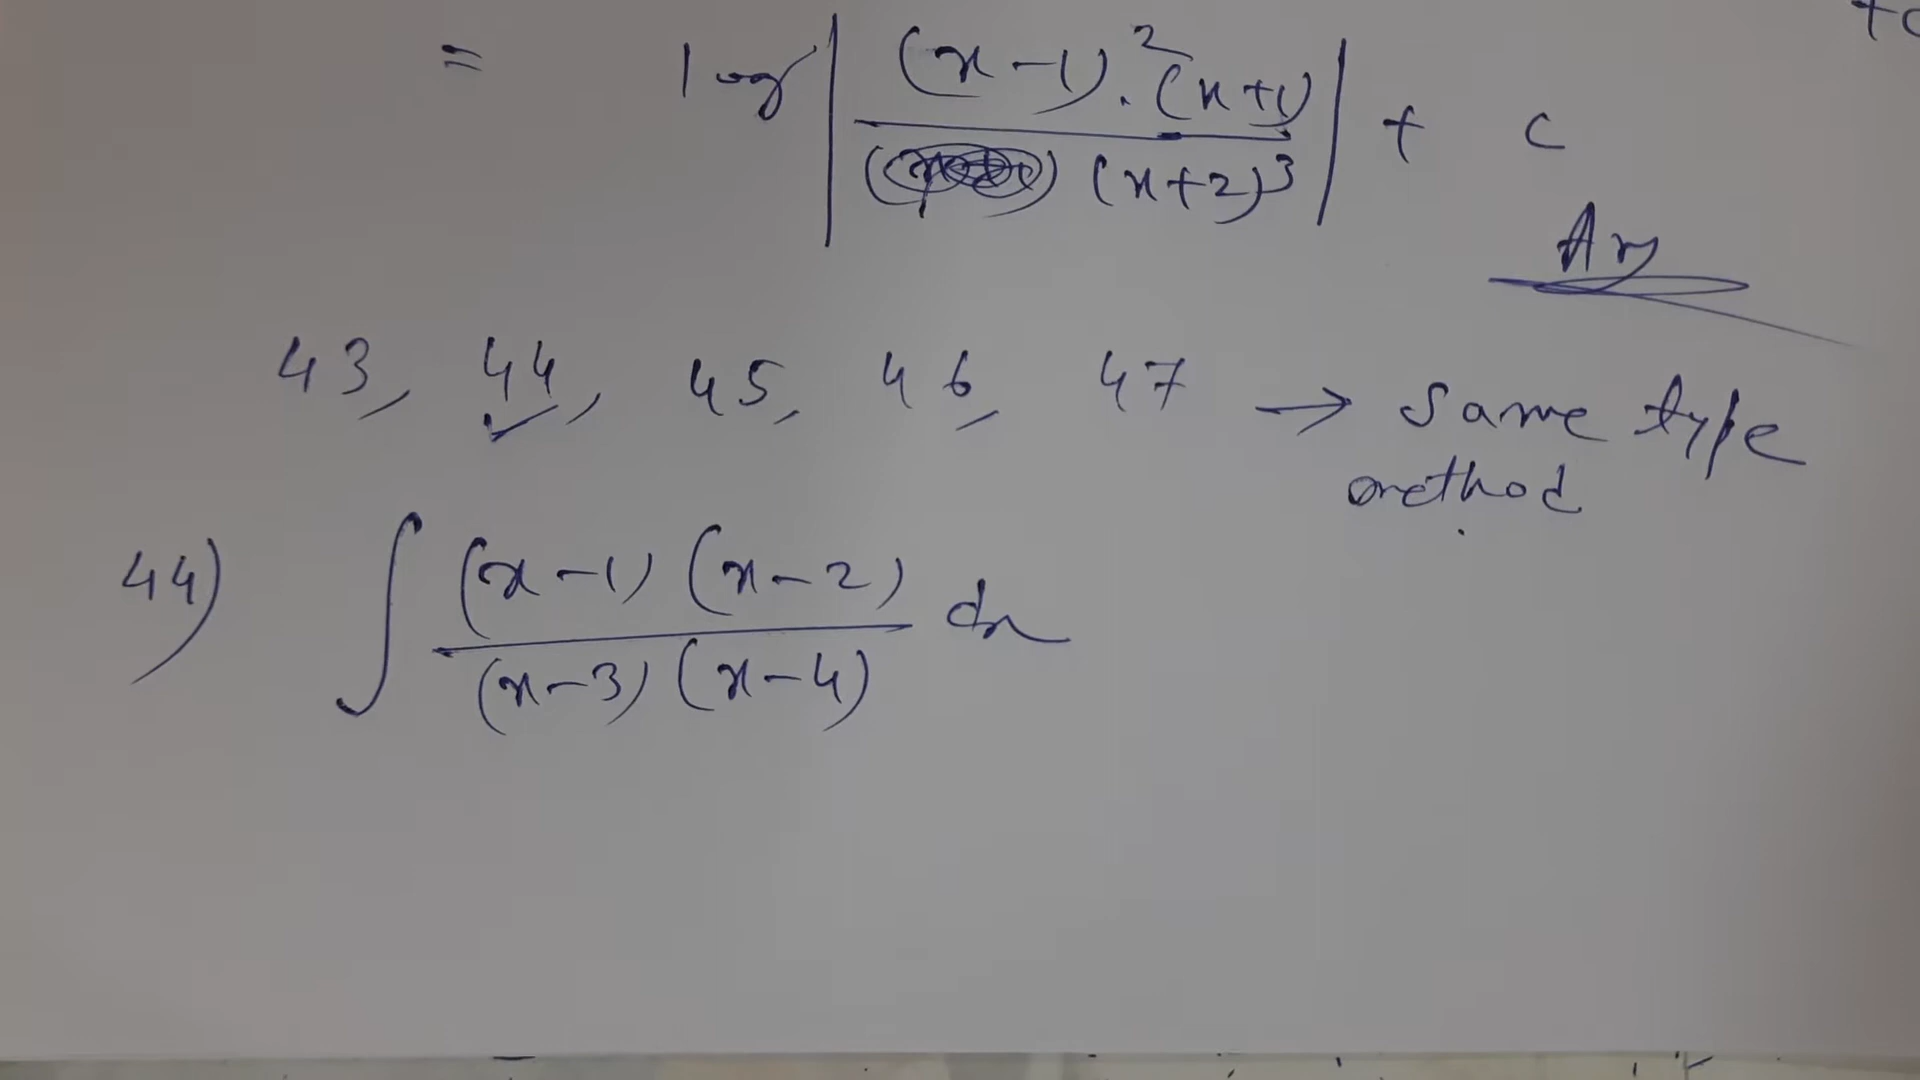 +c
= log | (x-1)².(x+1) / (x+2)³ | + c
Ans
43, 44, 45, 46, 47 → Same type
method
44) ∫ (x-1)(x-2) / (x-3)(x-4) dx